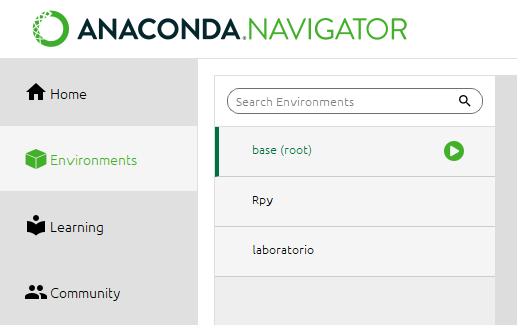 ANACONDA.NAVIGATOR
Home
Environments
Learning
Community
Search Environments
base (root)
Rpy
laboratorio